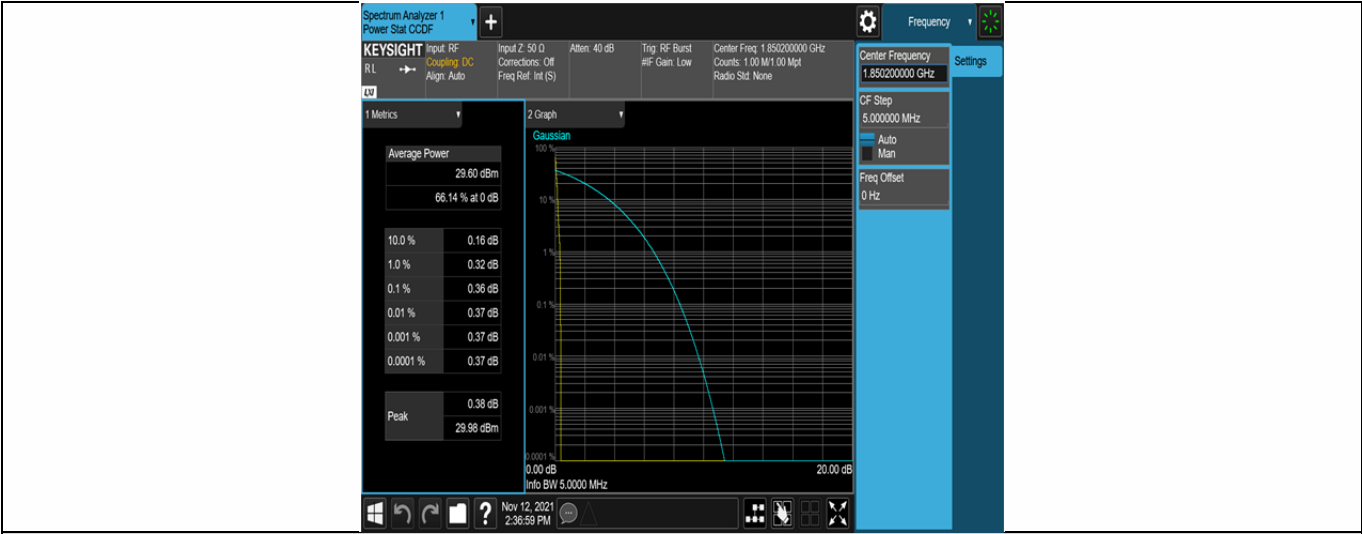 Spectrum Analyzer 1
Power Stat CCDF
Frequency
KEYSIGHT
R L
LXI
Input: RF
Coupling: DC
Align: Auto
Input Z: 50 Ω
Corrections: Off
Freq Ref: Int (S)
Atten: 40 dB
Trig: RF Burst
#IF Gain: Low
Center Freq: 1.850200000 GHz
Counts: 1.00 M/1.00 Mpt
Radio Std: None
Center Frequency
1.850200000 GHz
Settings
CF Step
5.000000 MHz
Auto
Man
Freq Offset
0 Hz
1 Metrics
Average Power
29.60 dBm
66.14 % at 0 dB
10.0 % 0.16 dB
1.0 % 0.32 dB
0.1 % 0.36 dB
0.01 % 0.37 dB
0.001 % 0.37 dB
0.0001 % 0.37 dB
Peak
0.38 dB
29.98 dBm
2 Graph
Gaussian
100 %
10 %
1 %
0.1 %
0.01 %
0.001 %
0.0001 %
0.00 dB 20.00 dB
Info BW 5.0000 MHz
?
Nov 12, 2021
2:36:59 PM